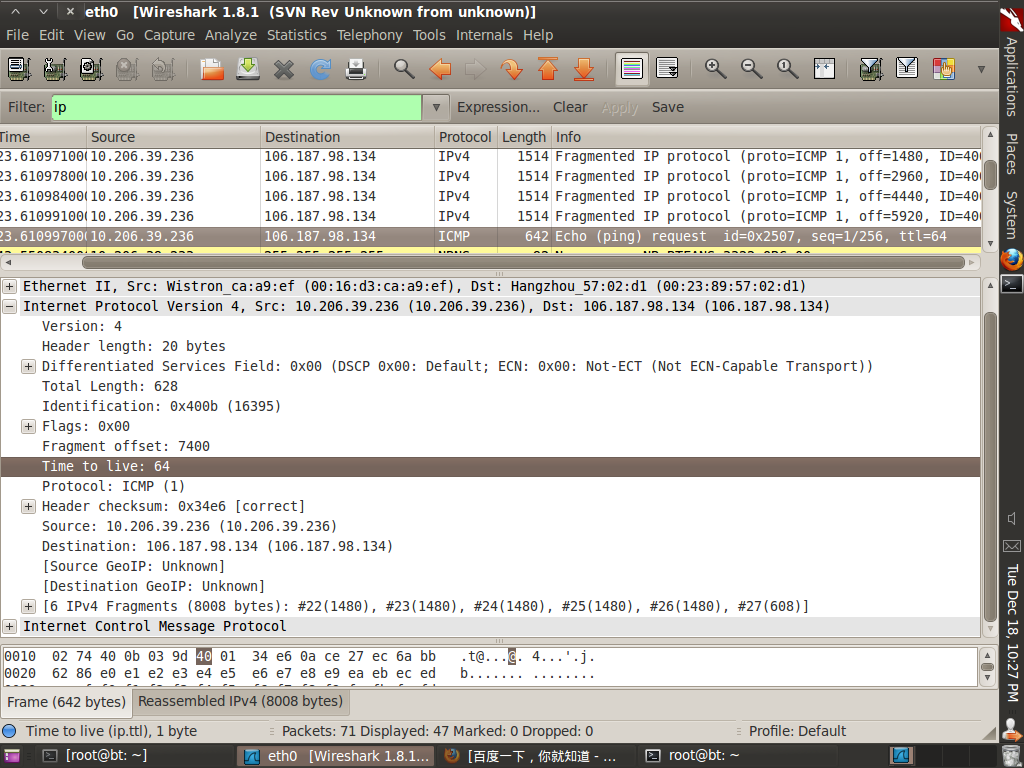 eth0   [Wireshark 1.8.1  (SVN Rev Unknown from unknown)]
File Edit View Go Capture Analyze Statistics Telephony Tools Internals Help
Filter: ip Expression... Clear Apply Save
Time Source Destination Protocol Length Info
23.610971000 10.206.39.236 106.187.98.134 IPv4 1514 Fragmented IP protocol (proto=ICMP 1, off=1480, ID=400
23.610978000 10.206.39.236 106.187.98.134 IPv4 1514 Fragmented IP protocol (proto=ICMP 1, off=2960, ID=400
23.610984000 10.206.39.236 106.187.98.134 IPv4 1514 Fragmented IP protocol (proto=ICMP 1, off=4440, ID=400
23.610991000 10.206.39.236 106.187.98.134 IPv4 1514 Fragmented IP protocol (proto=ICMP 1, off=5920, ID=400
23.610997000 10.206.39.236 106.187.98.134 ICMP 642 Echo (ping) request  id=0x2507, seq=1/256, ttl=64
Ethernet II, Src: Wistron_ca:a9:ef (00:16:d3:ca:a9:ef), Dst: Hangzhou_57:02:d1 (00:23:89:57:02:d1)
Internet Protocol Version 4, Src: 10.206.39.236 (10.206.39.236), Dst: 106.187.98.134 (106.187.98.134)
Version: 4
Header length: 20 bytes
Differentiated Services Field: 0x00 (DSCP 0x00: Default; ECN: 0x00: Not-ECT (Not ECN-Capable Transport))
Total Length: 628
Identification: 0x400b (16395)
Flags: 0x00
Fragment offset: 7400
Time to live: 64
Protocol: ICMP (1)
Header checksum: 0x34e6 [correct]
Source: 10.206.39.236 (10.206.39.236)
Destination: 106.187.98.134 (106.187.98.134)
[Source GeoIP: Unknown]
[Destination GeoIP: Unknown]
[6 IPv4 Fragments (8008 bytes): #22(1480), #23(1480), #24(1480), #25(1480), #26(1480), #27(608)]
Internet Control Message Protocol
0010  02 74 40 0b 03 9d 40 01  34 e6 0a ce 27 ec 6a bb   .t@...@. 4...'.j.
0020  62 86 e0 e1 e2 e3 e4 e5  e6 e7 e8 e9 ea eb ec ed   b....... ........
Frame (642 bytes) Reassembled IPv4 (8008 bytes)
Time to live (ip.ttl), 1 byte Packets: 71 Displayed: 47 Marked: 0 Dropped: 0 Profile: Default
[root@bt: ~] eth0   [Wireshark 1.8.1... [百度一下，你就知道 - ... root@bt: ~
Applications
Places
System
Tue Dec 18, 10:27 PM